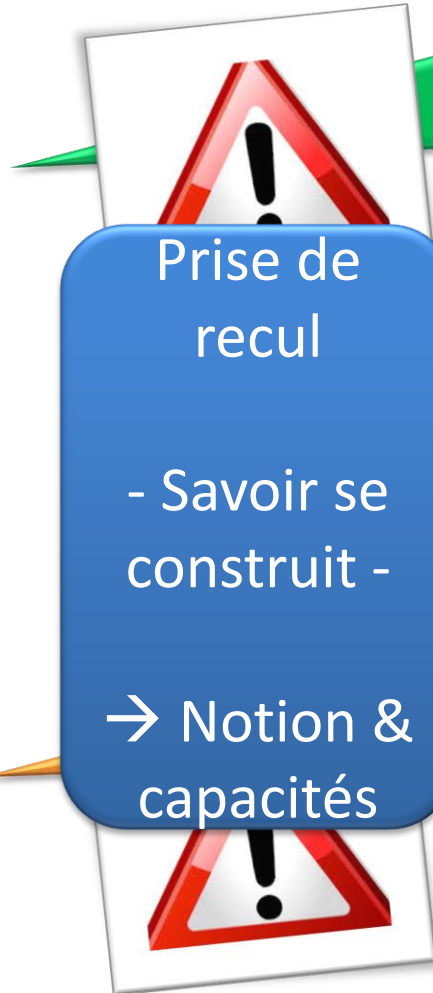 Prise de
recul
- Savoir se
construit -
→ Notion &
capacités